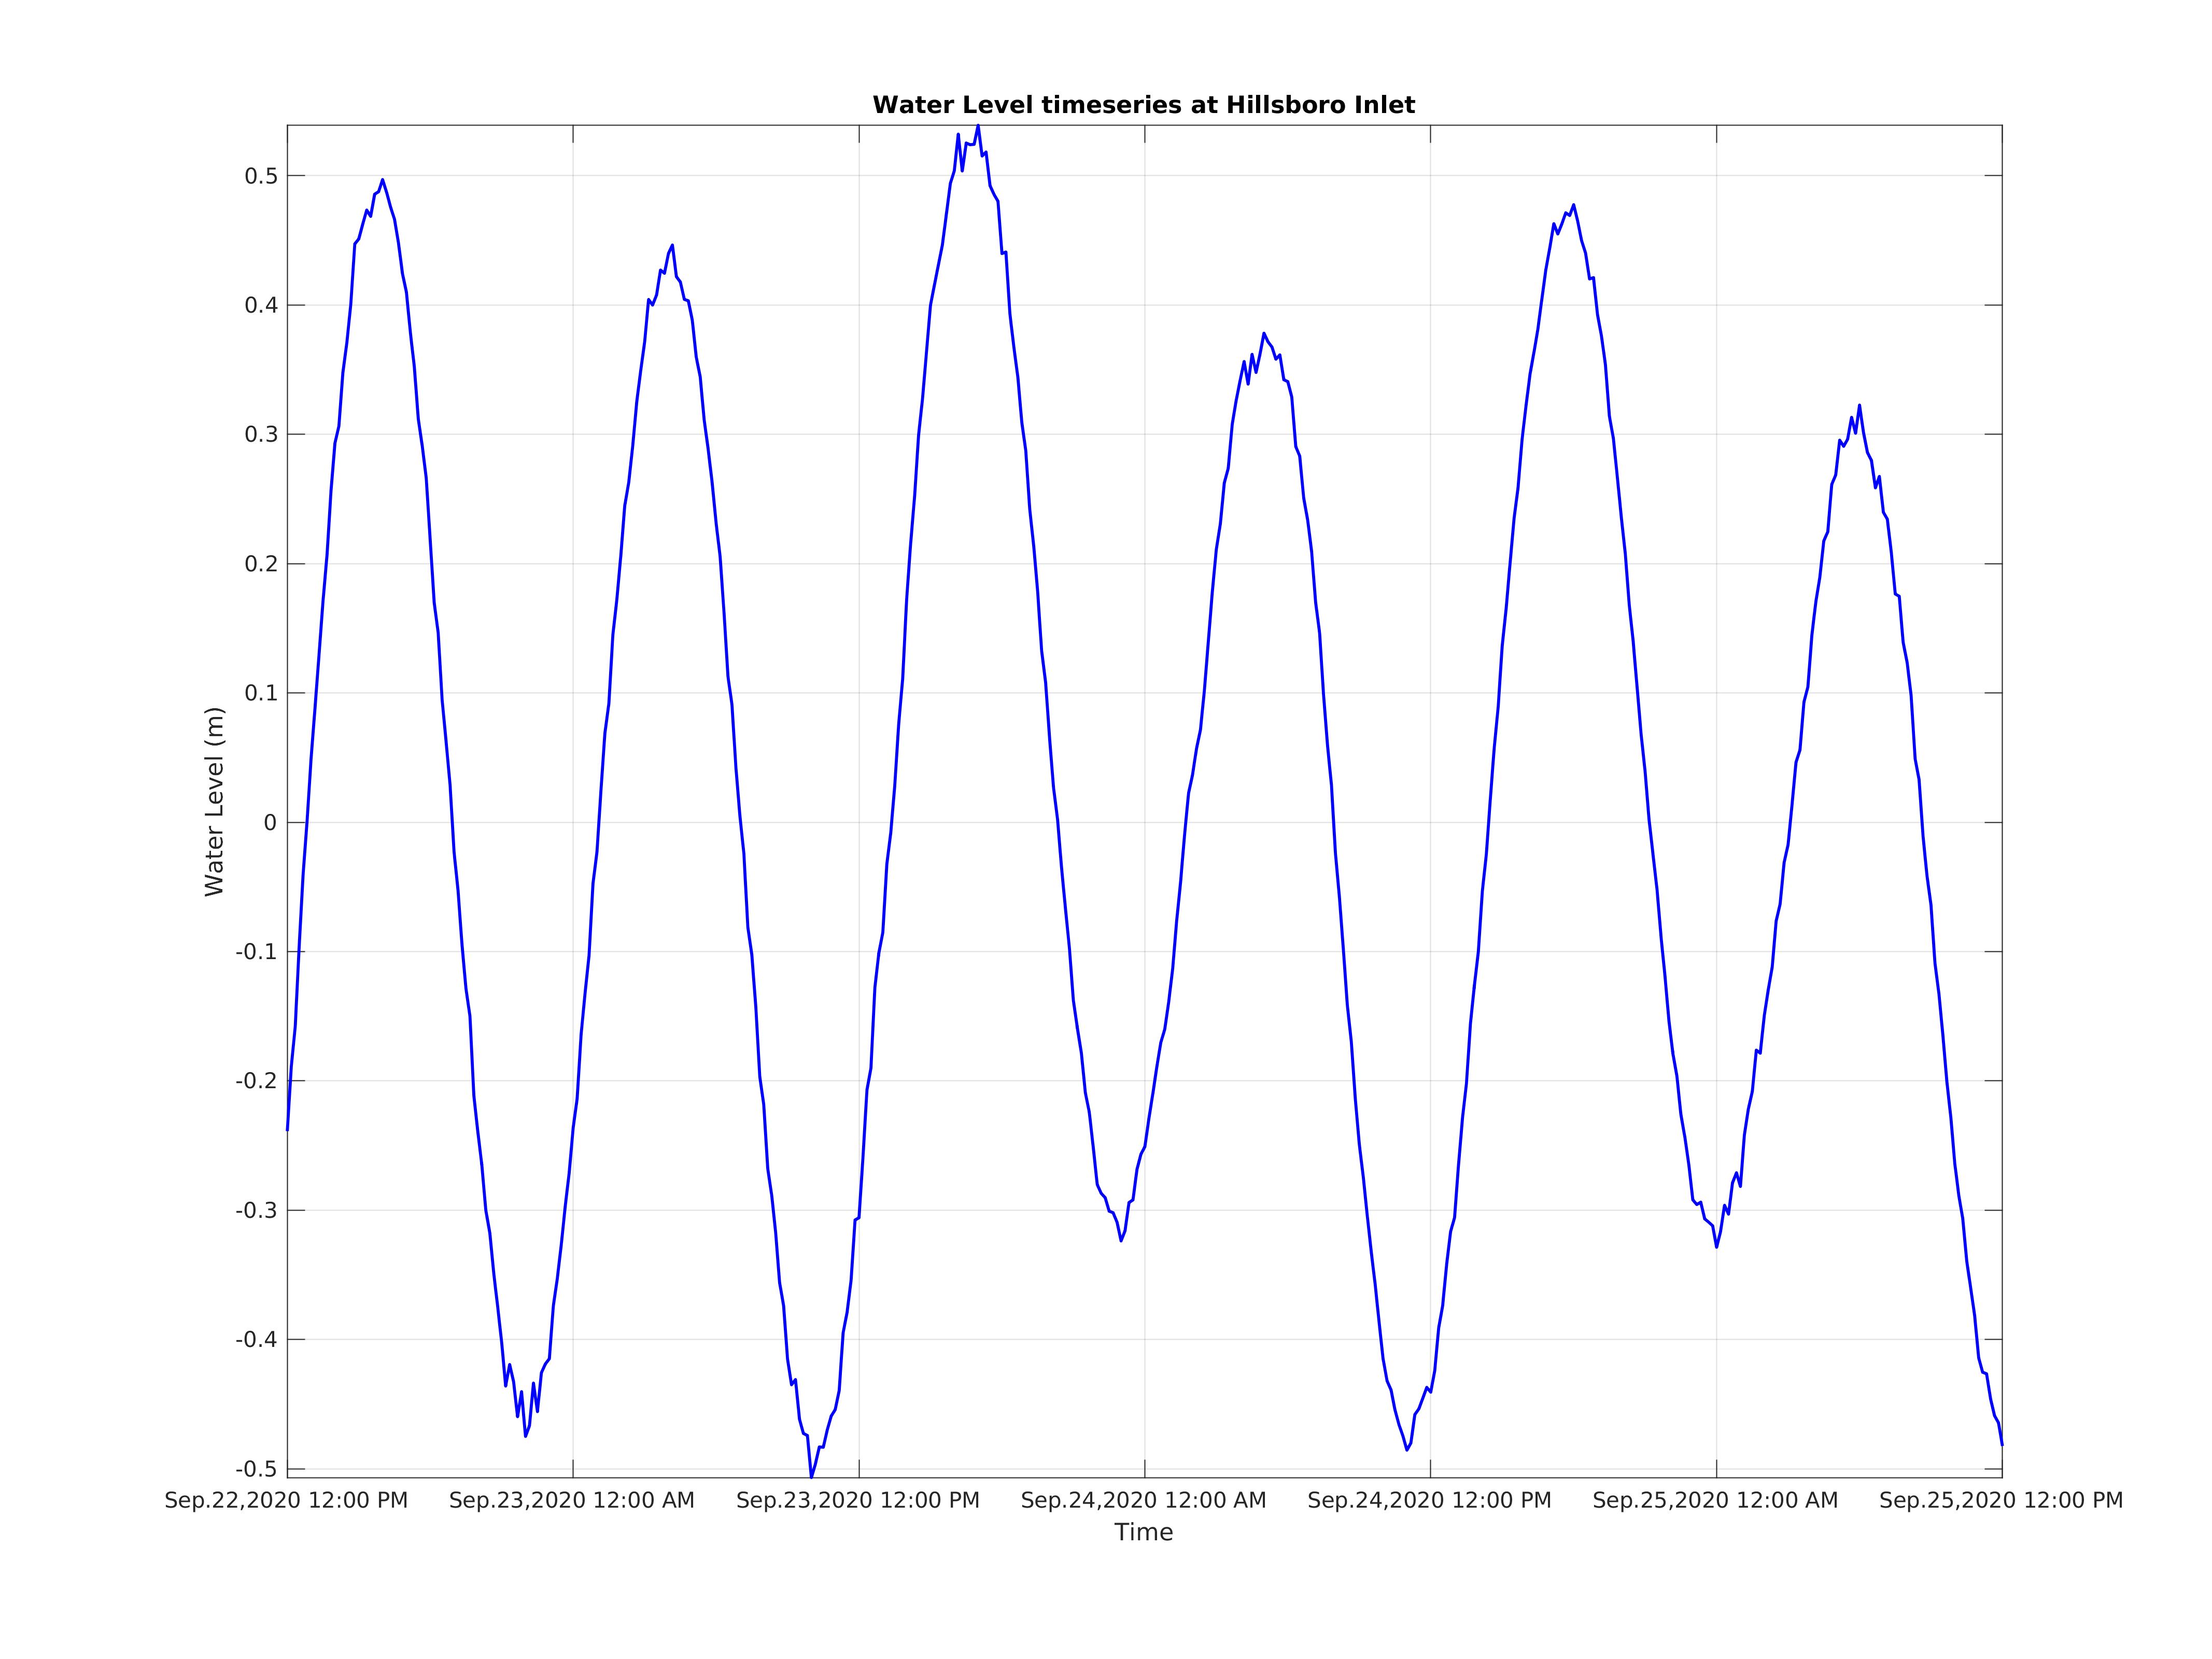 Water Level timeseries at Hillsboro Inlet
0.5
0.4
0.3
0.2
0.1
0
-0.1
-0.2
-0.3
-0.4
-0.5
Water Level (m)
Sep.22,2020 12:00 PM Sep.23,2020 12:00 AM Sep.23,2020 12:00 PM Sep.24,2020 12:00 AM Sep.24,2020 12:00 PM Sep.25,2020 12:00 AM Sep.25,2020 12:00 PM
Time